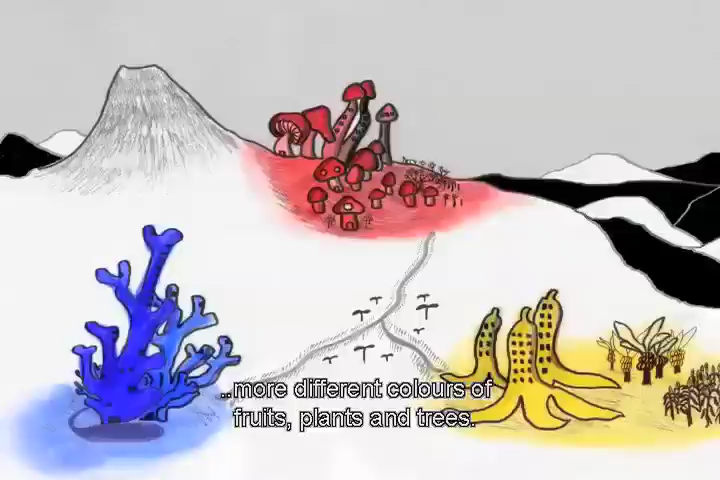 ..more different colours of
fruits, plants and trees.